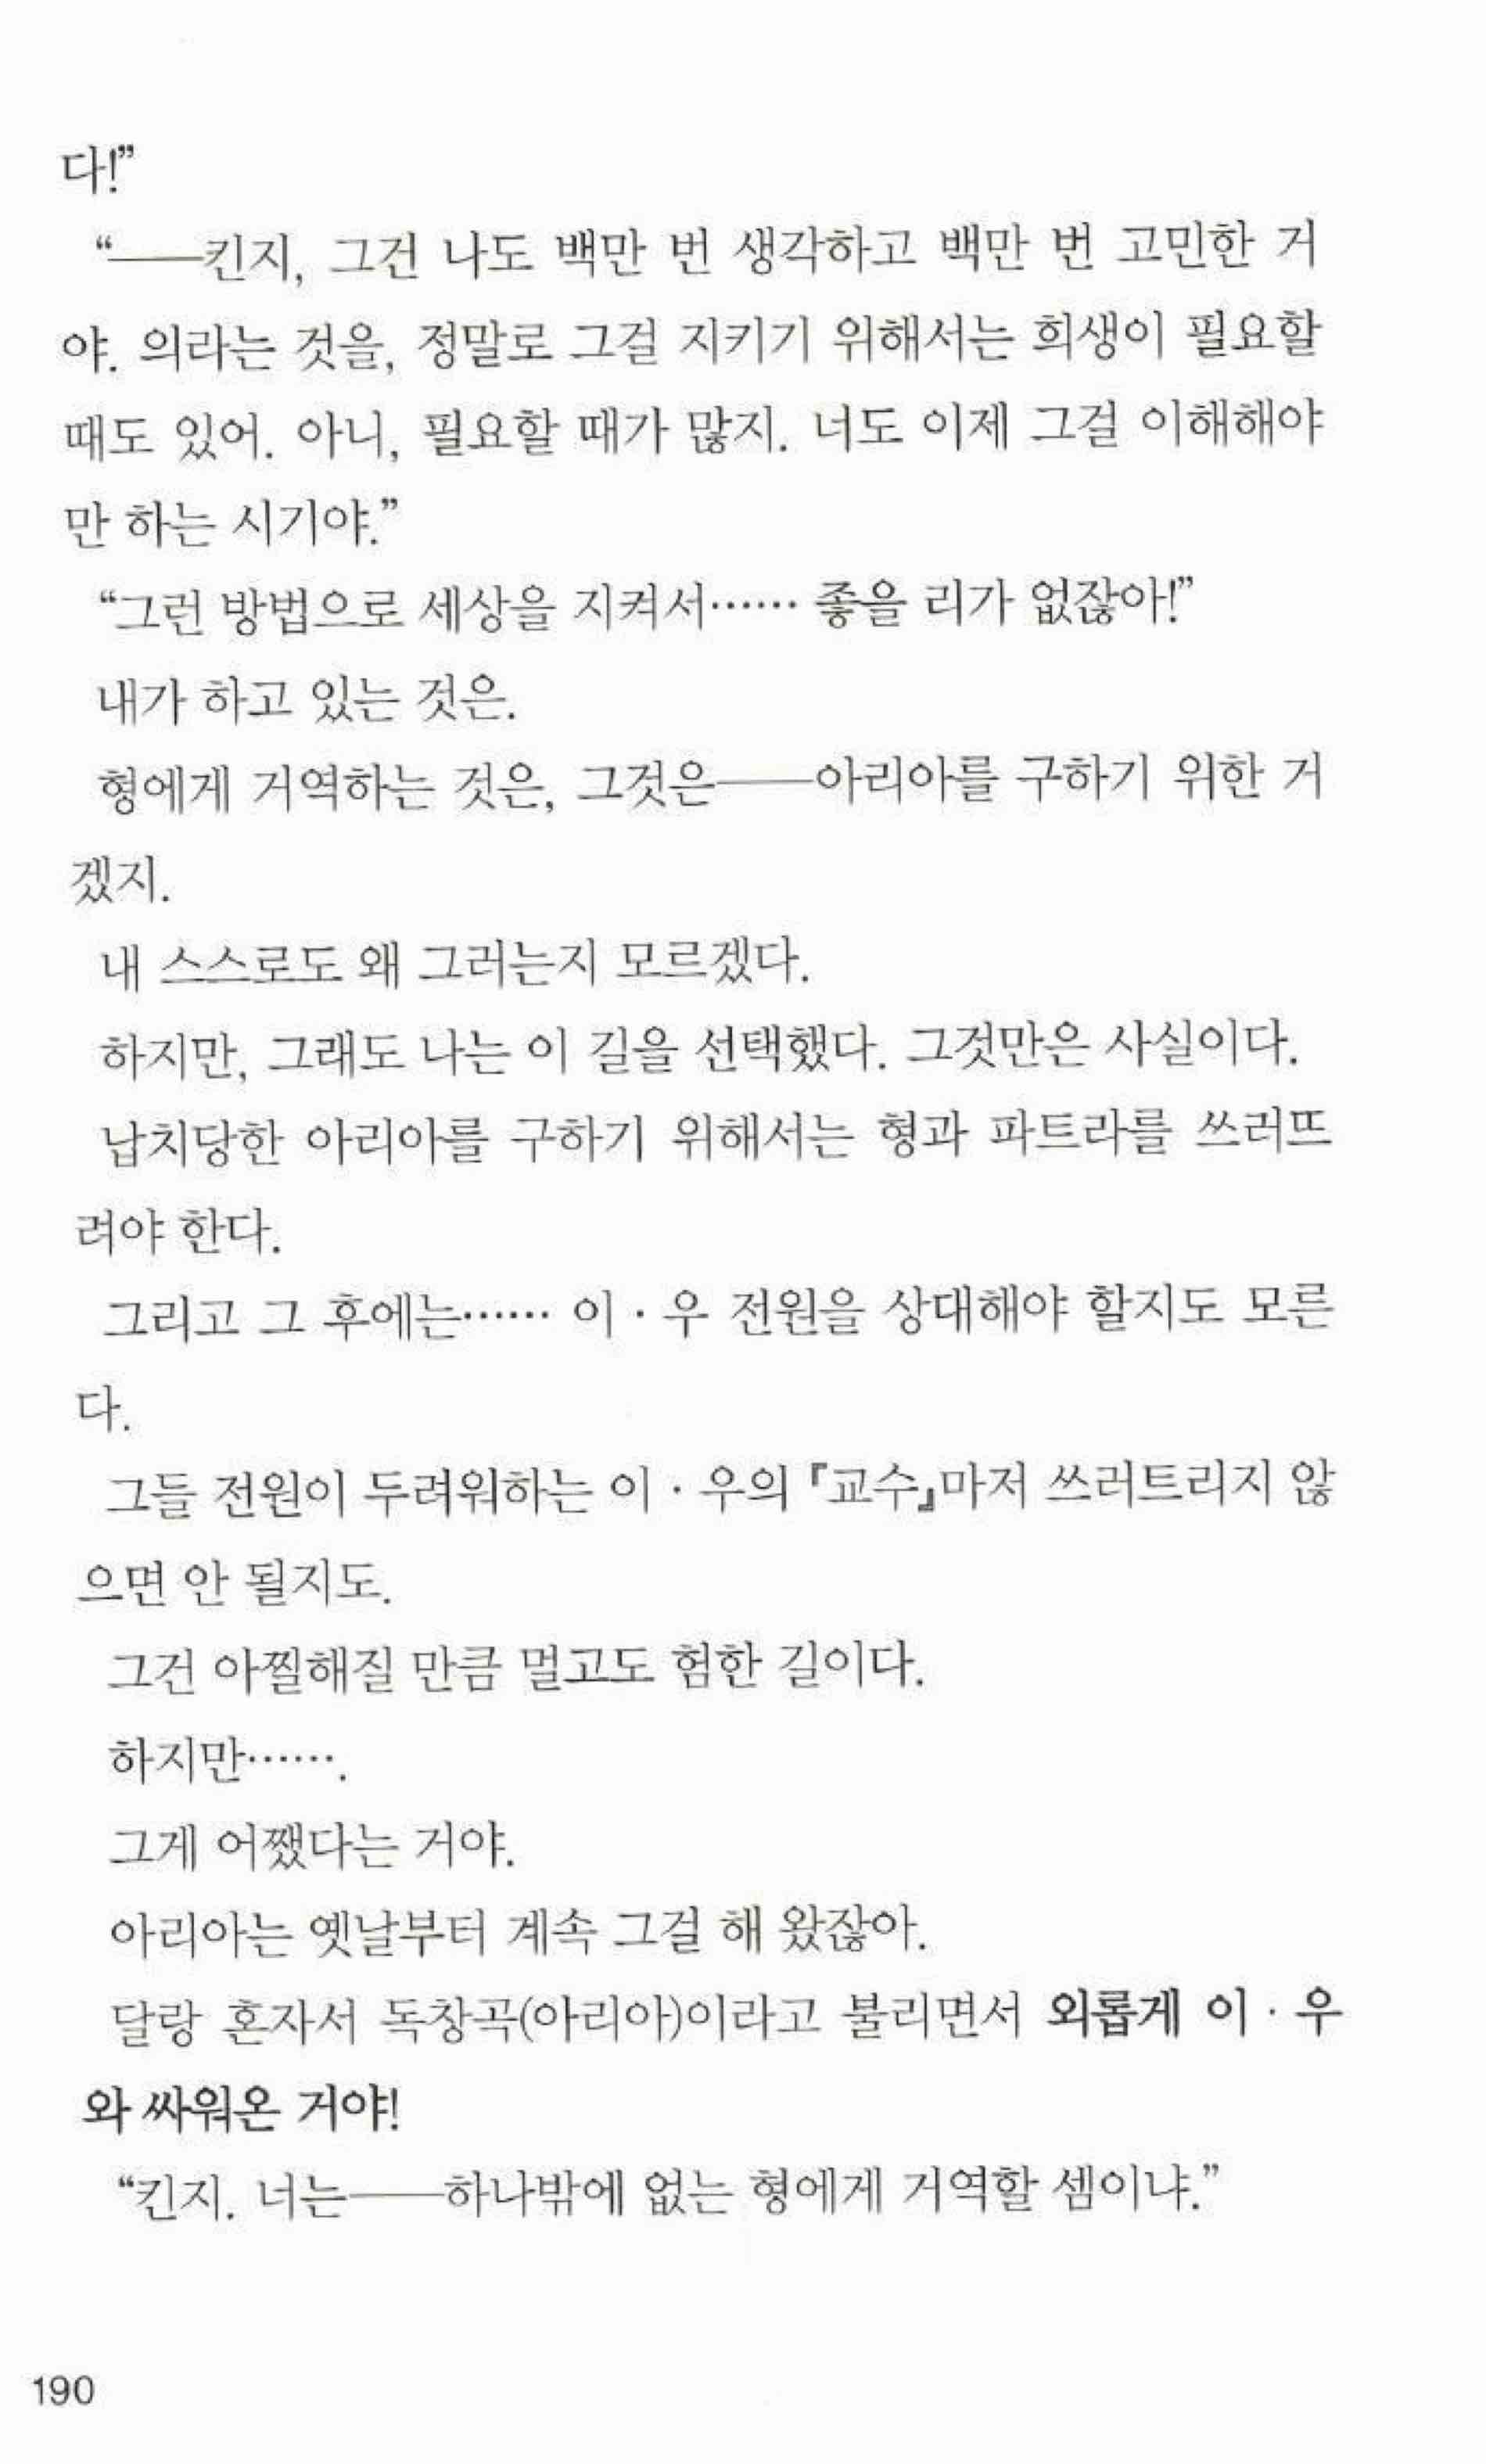 다!”
“──킨지, 그건 나도 백만 번 생각하고 백만 번 고민한 거
야. 의라는 것을, 정말로 그걸 지키기 위해서는 희생이 필요할
때도 있어. 아니, 필요할 때가 많지. 너도 이제 그걸 이해해야
만 하는 시기야.”
“그런 방법으로 세상을 지켜서…… 좋을 리가 없잖아!”
내가 하고 있는 것은.
형에게 거역하는 것은, 그것은──아리아를 구하기 위한 거
겠지.
내 스스로도 왜 그러는지 모르겠다.
하지만, 그래도 나는 이 길을 선택했다. 그것만은 사실이다.
납치당한 아리아를 구하기 위해서는 형과 파트라를 쓰러뜨
려야 한다.
그리고 그 후에는…… 이 · 우 전원을 상대해야 할지도 모른
다.
그들 전원이 두려워하는 이 · 우의 『교수』마저 쓰러트리지 않
으면 안 될지도.
그건 아찔해질 만큼 멀고도 험한 길이다.
하지만…….
그게 어쨌다는 거야.
아리아는 옛날부터 계속 그걸 해 왔잖아.
달랑 혼자서 독창곡(아리아)이라고 불리면서 외롭게 이 · 우
와 싸워온 거야!
“킨지. 너는──하나밖에 없는 형에게 거역할 셈이냐.”
190